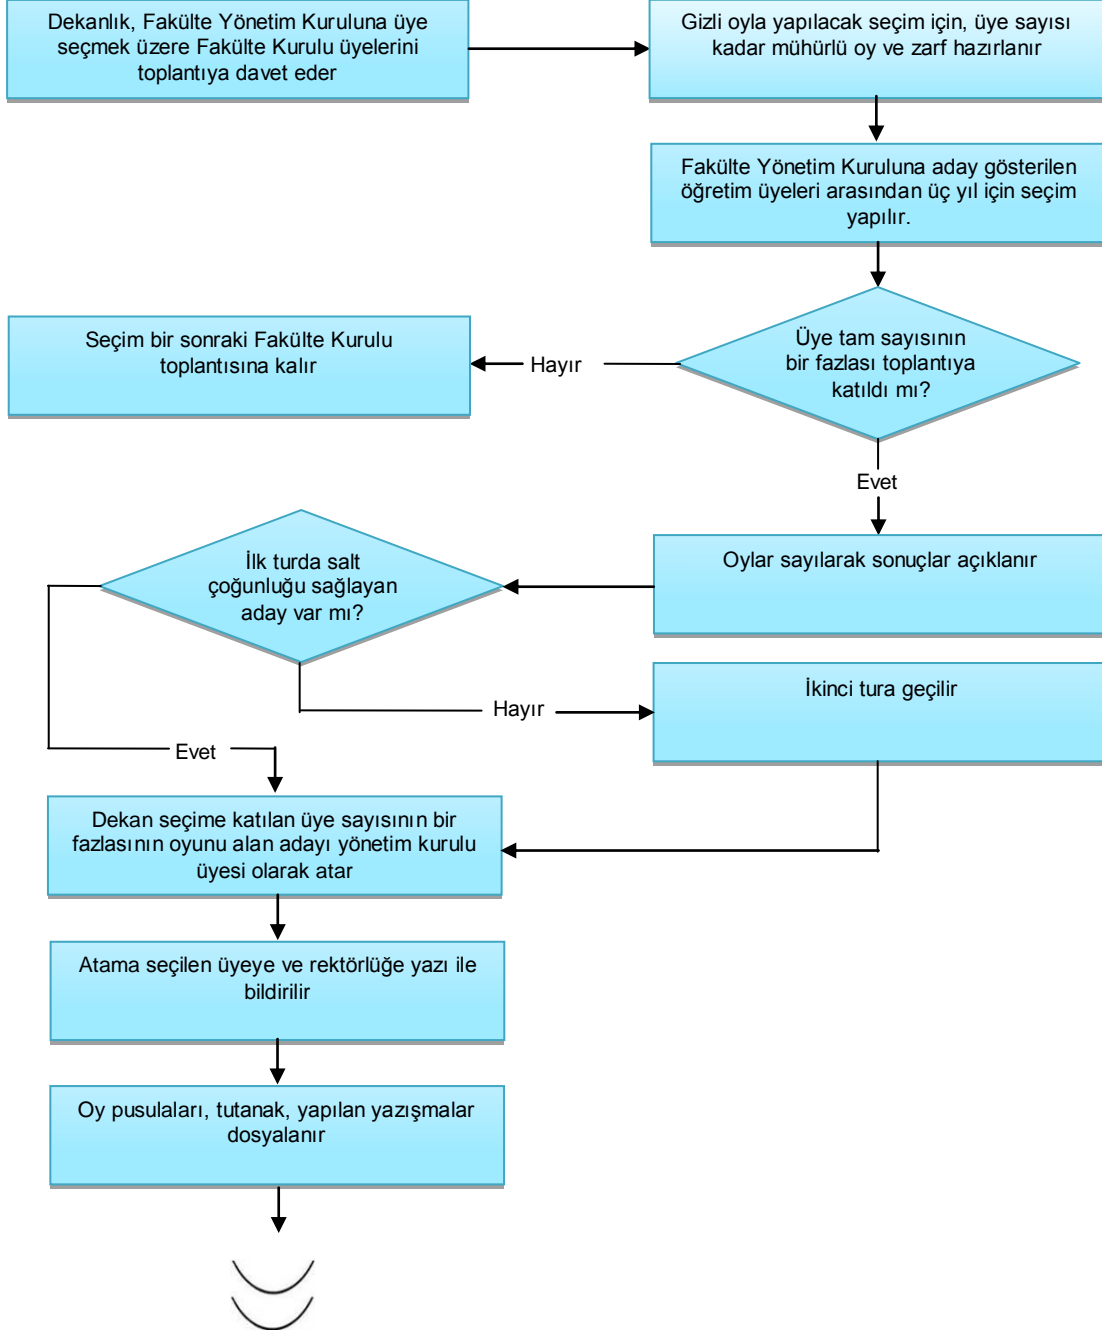 Dekanlık, Fakülte Yönetim Kuruluna üye
seçmek üzere Fakülte Kurulu üyelerini
toplantıya davet eder
Gizli oyla yapılacak seçim için, üye sayısı
kadar mühürlü oy ve zarf hazırlanır
Fakülte Yönetim Kuruluna aday gösterilen
öğretim üyeleri arasından üç yıl için seçim
yapılır.
Üye tam sayısının
bir fazlası toplantıya
katıldı mı?
Hayır
Seçim bir sonraki Fakülte Kurulu
toplantısına kalır
Evet
Oylar sayılarak sonuçlar açıklanır
İlk turda salt
çoğunluğu sağlayan
aday var mı?
Hayır
İkinci tura geçilir
Evet
Dekan seçime katılan üye sayısının bir
fazlasının oyunu alan adayı yönetim kurulu
üyesi olarak atar
Atama seçilen üyeye ve rektörlüğe yazı ile
bildirilir
Oy pusulaları, tutanak, yapılan yazışmalar
dosyalanır